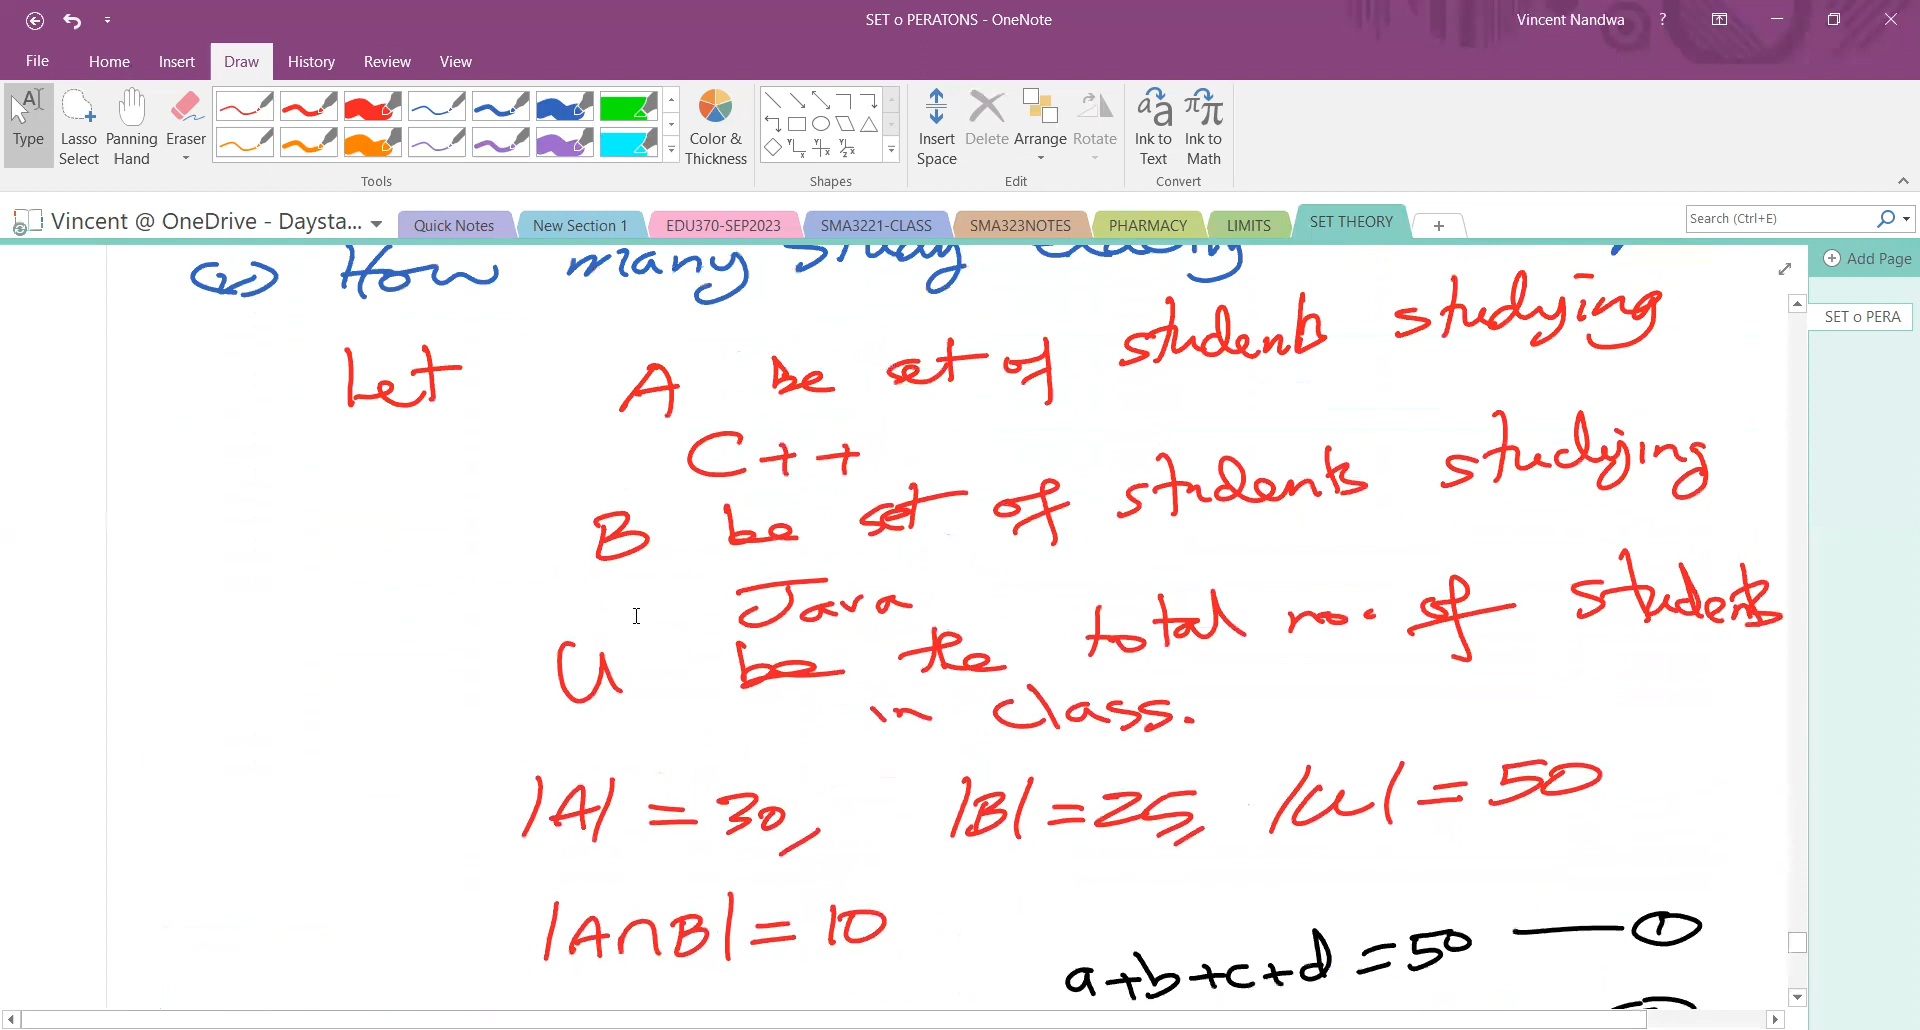 SET o PERATONS - OneNote
Vincent Nandwa
?
File Home Insert Draw History Review View
Type
Lasso Select
Panning Hand
Eraser
Color & Thickness
Insert Space
Delete
Arrange
Rotate
Ink to Text
Ink to Math
Tools
Shapes
Edit
Convert
Vincent @ OneDrive - Daysta...
Quick Notes
New Section 1
EDU370-SEP2023
SMA3221-CLASS
SMA323NOTES
PHARMACY
LIMITS
SET THEORY
+
Search (Ctrl+E)
Add Page
SET o PERA
How many study
Let A be set of students studying
C++
B be set of students studying
Java
U be the total no. of students
in class.
|A| = 30, |B| = 25, |U| = 50
|A∩B| = 10
a+b+c+d = 50 — ①